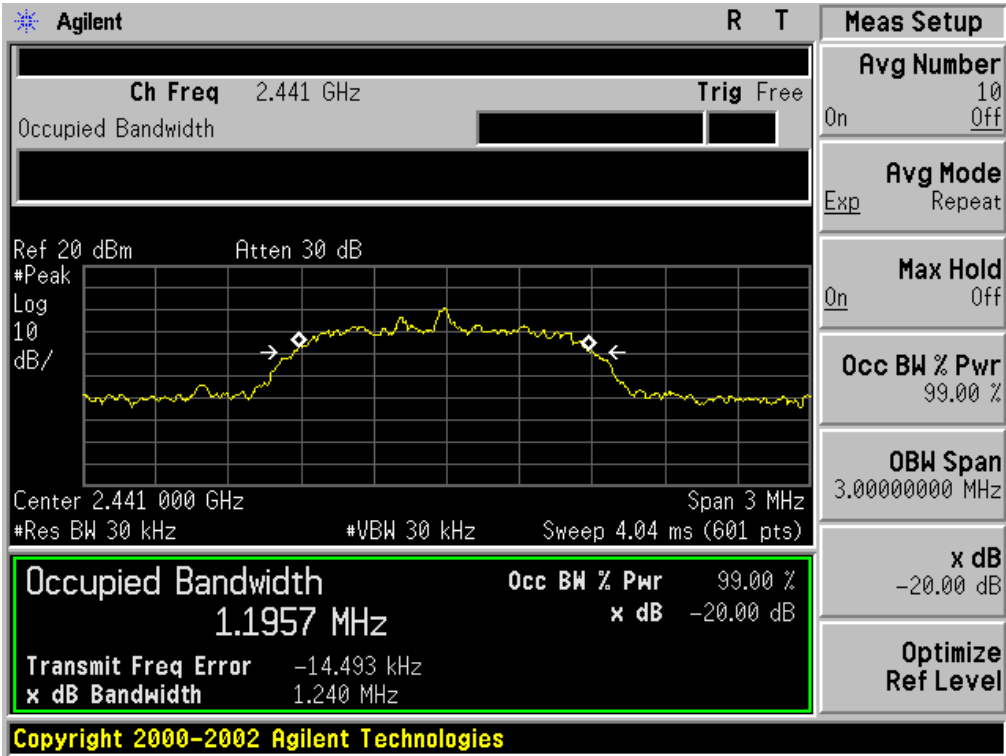 Agilent R T
Ch Freq 2.441 GHz Trig Free
Occupied Bandwidth
Ref 20 dBm Atten 30 dB
#Peak
Log
10
dB/
Center 2.441 000 GHz Span 3 MHz
#Res BW 30 kHz #VBW 30 kHz Sweep 4.04 ms (601 pts)
Occupied Bandwidth Occ BW % Pwr 99.00 %
1.1957 MHz x dB -20.00 dB
Transmit Freq Error -14.493 kHz
x dB Bandwidth 1.240 MHz
Copyright 2000-2002 Agilent Technologies
Meas Setup
Avg Number
10
On Off
Avg Mode
Exp Repeat
Max Hold
On Off
Occ BW % Pwr
99.00 %
OBW Span
3.00000000 MHz
x dB
-20.00 dB
Optimize
Ref Level